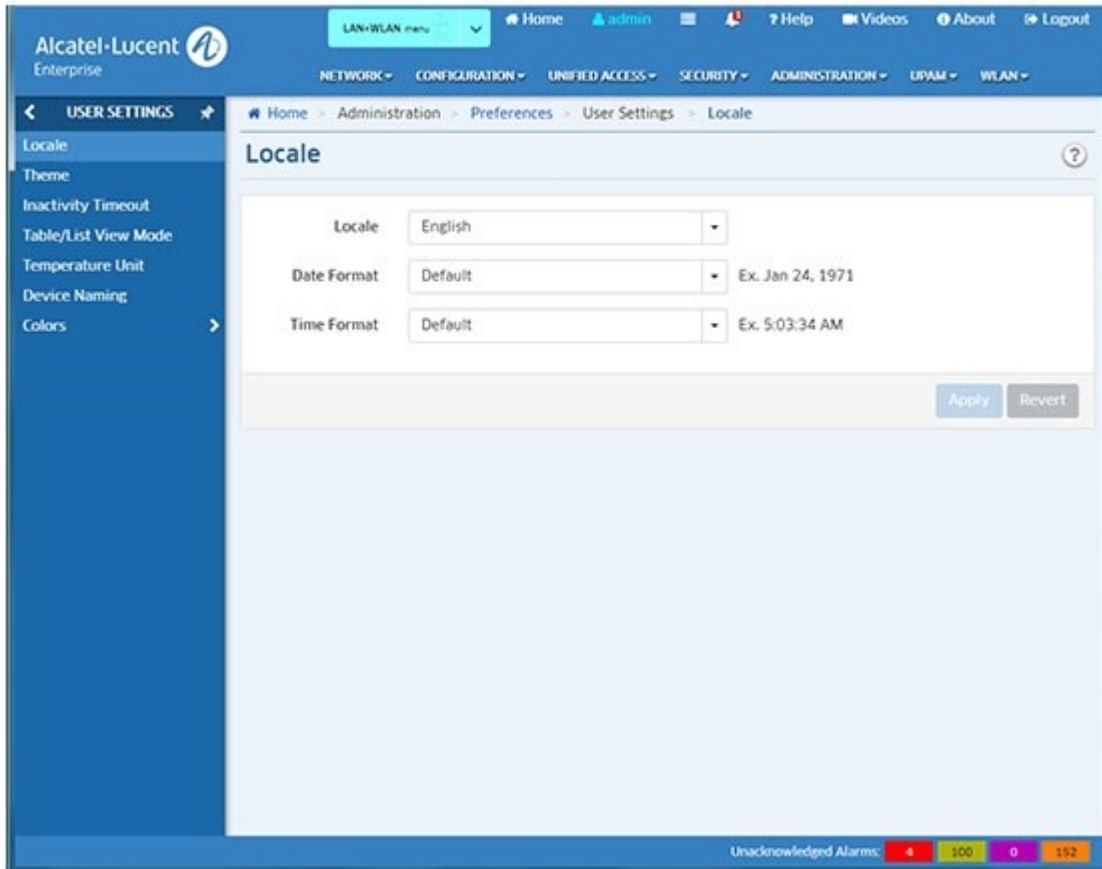 Alcatel·Lucent
Enterprise
LAN+WLAN menu
Home
admin
? Help
Videos
About
Logout
NETWORK
CONFIGURATION
UNIFIED ACCESS
SECURITY
ADMINISTRATION
UPAM
WLAN
USER SETTINGS
Locale
Theme
Inactivity Timeout
Table/List View Mode
Temperature Unit
Device Naming
Colors
Home > Administration > Preferences > User Settings > Locale
Locale
?
Locale English
Date Format Default Ex. Jan 24, 1971
Time Format Default Ex. 5:03:34 AM
Apply Revert
Unacknowledged Alarms: 4 100 0 152